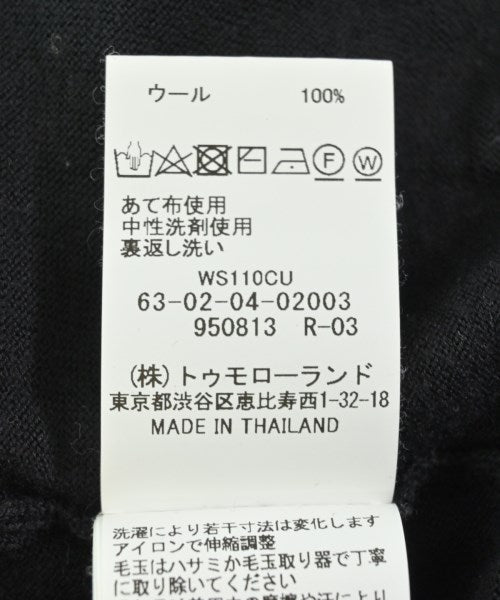 ウール 100%
F W
あて布使用
中性洗剤使用
裏返し洗い
WS110CU
63-02-04-02003
950813 R-03
(株)トゥモローランド
東京都渋谷区恵比寿西1-32-18
MADE IN THAILAND
洗濯により若干寸法は変化します
アイロンで伸縮調整
毛玉はハサミか毛玉取り器で丁寧
に取り除いてください